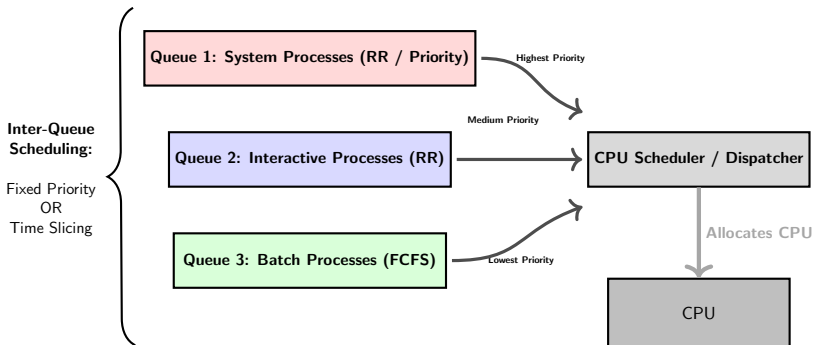 Inter-Queue
Scheduling:
Fixed Priority
OR
Time Slicing
Queue 1: System Processes (RR / Priority)
Highest Priority
Medium Priority
Queue 2: Interactive Processes (RR)
Queue 3: Batch Processes (FCFS)
Lowest Priority
CPU Scheduler / Dispatcher
Allocates CPU
CPU